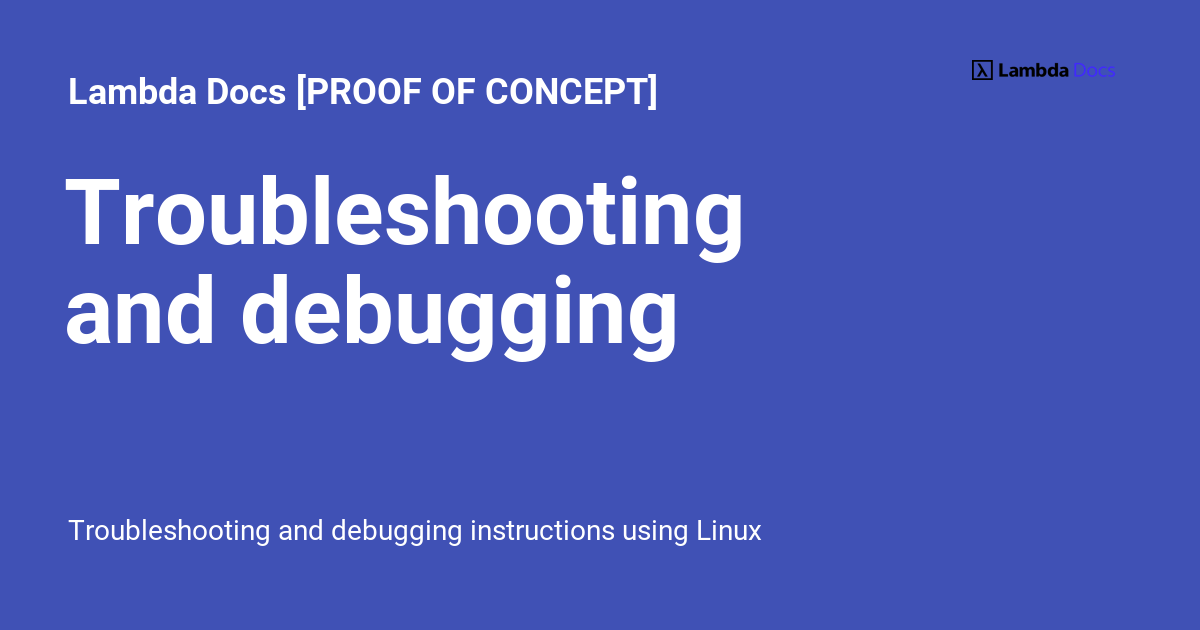 Lambda Docs [PROOF OF CONCEPT]
λ Lambda Docs
Troubleshooting
and debugging
Troubleshooting and debugging instructions using Linux